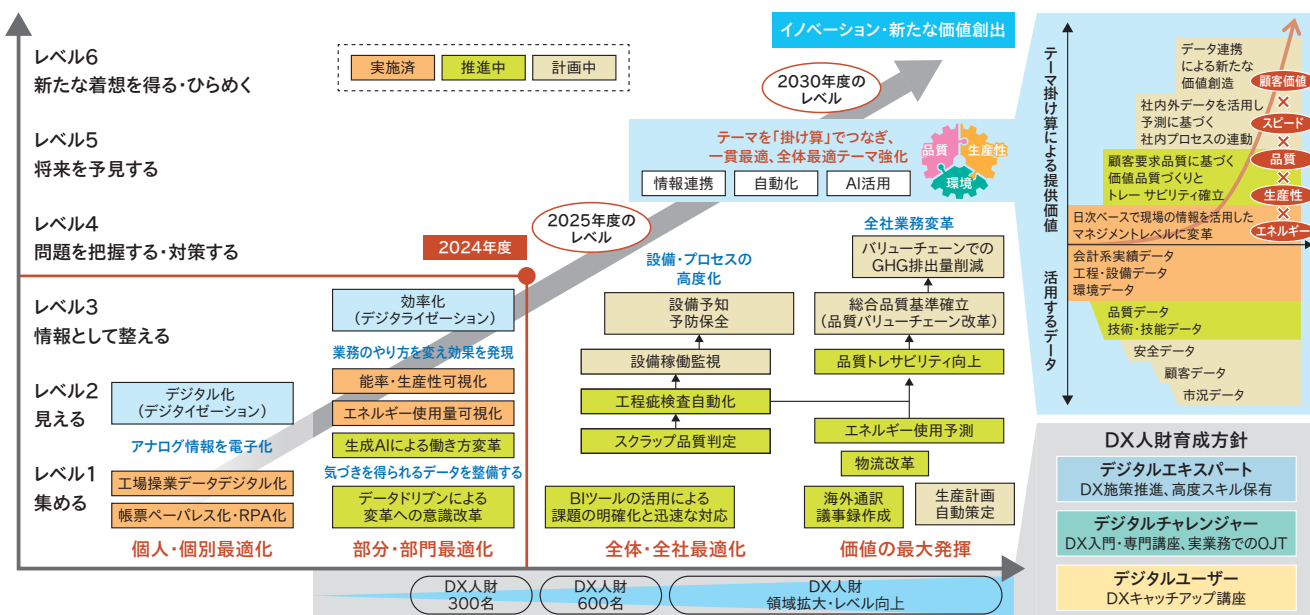 レベル6
新たな着想を得る・ひらめく
レベル5
将来を予見する
レベル4
問題を把握する・対策する
レベル3
情報として整える
レベル2
見える
レベル1
集める
実施済
推進中
計画中
イノベーション・新たな価値創出
2030年度の
レベル
テーマを「掛け算」でつなぎ、
一貫最適、全体最適テーマ強化
情報連携
自動化
AI活用
品質
生産性
環境
2025年度の
レベル
2024年度
デジタル化
(デジタイゼーション)
アナログ情報を電子化
工場操業データデジタル化
帳票ペーパレス化・RPA化
個人・個別最適化
効率化
(デジタライゼーション)
業務のやり方を変え効果を発現
能率・生産性可視化
エネルギー使用量可視化
生成AIによる働き方変革
気づきを得られるデータを整備する
データドリブンによる
変革への意識改革
部分・部門最適化
設備・プロセスの
高度化
設備予知
予防保全
設備稼働監視
工程疵検査自動化
スクラップ品質判定
BIツールの活用による
課題の明確化と迅速な対応
全体・全社最適化
全社業務変革
バリューチェーンでの
GHG排出量削減
総合品質基準確立
(品質バリューチェーン改革)
品質トレサビリティ向上
エネルギー使用予測
物流改革
海外通訳
議事録作成
生産計画
自動策定
価値の最大発揮
DX人財
300名
DX人財
600名
DX人財
領域拡大・レベル向上
テーマ掛け算による提供価値
活用するデータ
データ連携
による新たな
価値創造
社内外データを活用し
予測に基づく
社内プロセスの連動
顧客要求品質に基づく
価値品質づくりと
トレーサビリティ確立
日次ベースで現場の情報を活用した
マネジメントレベルに変革
顧客価値
×
スピード
×
品質
×
生産性
×
エネルギー
会計系実績データ
工程・設備データ
環境データ
品質データ
技術・技能データ
安全データ
顧客データ
市況データ
DX人財育成方針
デジタルエキスパート
DX施策推進、高度スキル保有
デジタルチャレンジャー
DX入門・専門講座、実業務でのOJT
デジタルユーザー
DXキャッチアップ講座